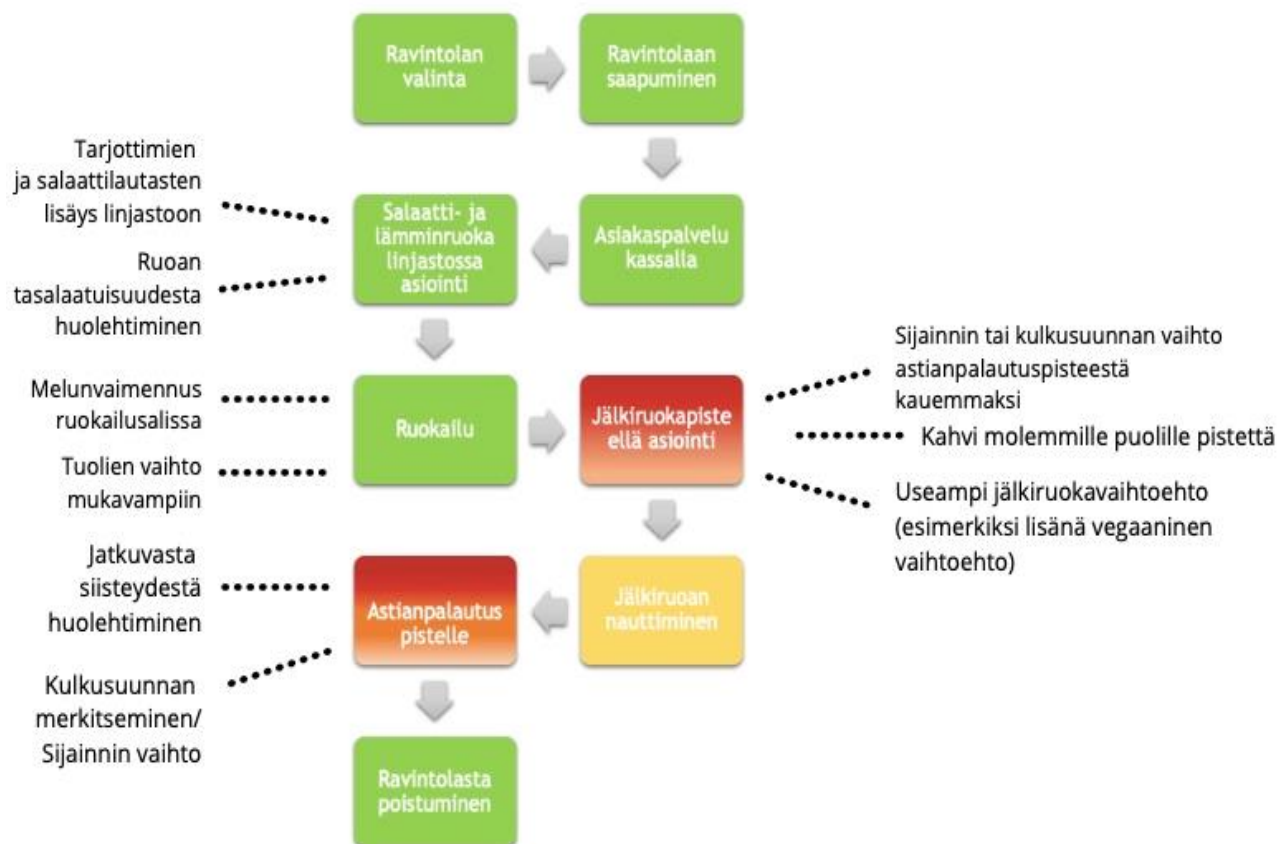 Ravintolan
valinta
Ravintolaan
saapuminen
Tarjottimien
ja salaattilautasten
lisäys linjastoon
Ruoan
tasalaatuisuudesta
huolehtiminen
Salaatti- ja
lämminruoka
linjastossa
asiointi
Asiakaspalvelu
kassalla
Melunvaimennus
ruokailusalissa
Tuolien vaihto
mukavampiin
Ruokailu
Jälkiruokapiste
ellä asiointi
Sijainnin tai kulkusuunnan vaihto
astianpalautuspisteestä
kauemmaksi
Kahvi molemmille puolille pistettä
Useampi jälkiruokavaihtoehto
(esimerkiksi lisänä vegaaninen
vaihtoehto)
Jatkuvasta
siisteydestä
huolehtiminen
Kulkusuunnan
merkitseminen/
Sijainnin vaihto
Astianpalautus
pistelle
Jälkiruoan
nauttiminen
Ravintolasta
poistuminen